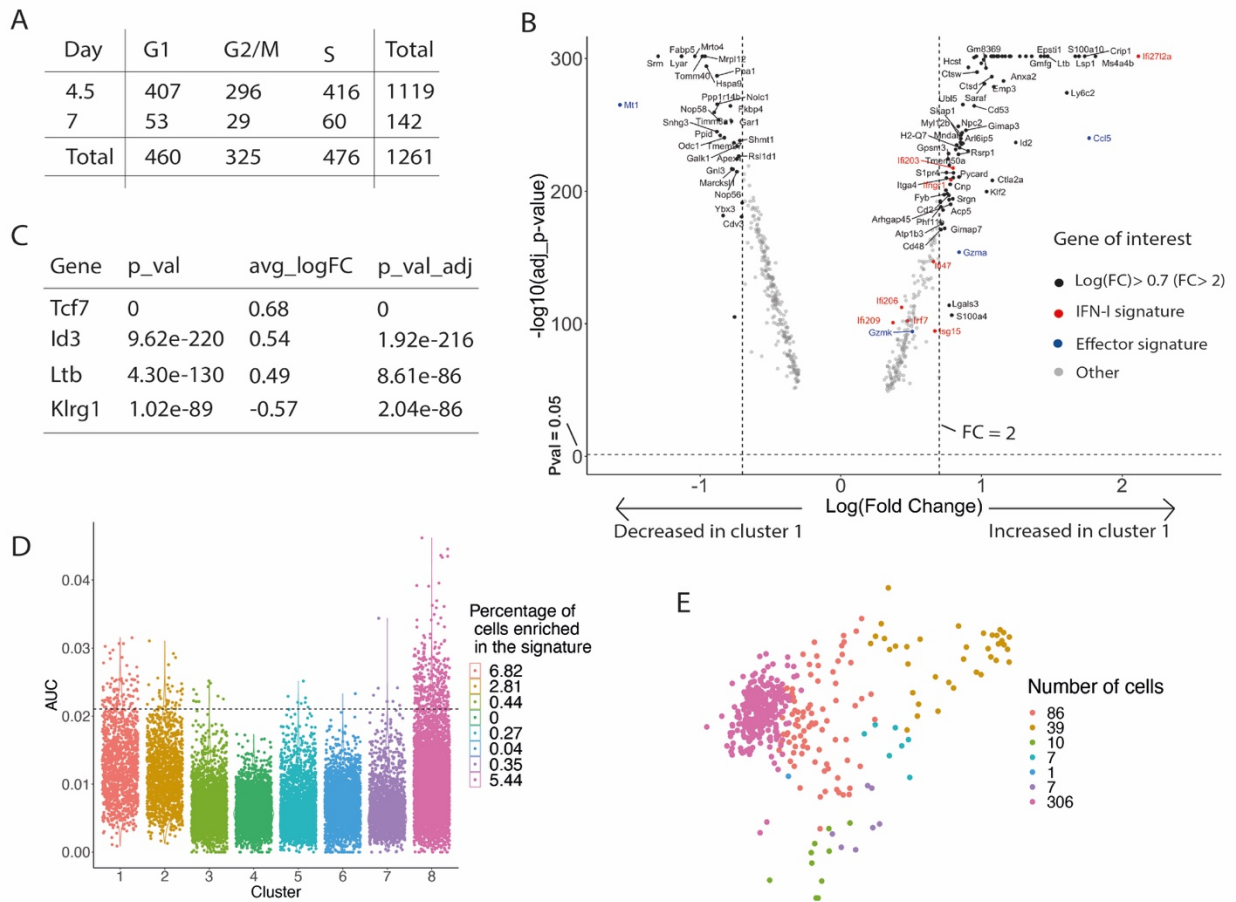 A
Day G1 G2/M S Total
4.5 407 296 416 1119
7 53 29 60 142
Total 460 325 476 1261
B
-log10(adj_p-value)
300
200
100
0
Pval = 0.05
-1 0 1 2
Log(Fold Change)
Decreased in cluster 1
Increased in cluster 1
FC = 2
Fabp5
Mrto4
Srm
Lyar
Mrpl12
Tommm40
Ppa1
Hspa9
Mt1
Ppp1r14b
Nolc1
Nop58
Fkbp4
Snhg3
Gar1
Ppid
Shmt1
Odc1
Galk1
Rsl1d1
Gnl3
Marcksl1
Nop56
Ybx3
Cdv3
Gm8369
Epsti1
S100a10
Crip1
Ifi27l2a
Hcst
Gmfg
Ltb
Lsp1
Ms4a4b
Ctsw
Anxa2
Ctsd
Emp3
Ly6c2
Ubl5
Saraf
Skap1
Cd53
Myl12b
Npc2
Gimap3
Ccl5
H2-Q7
Arl6ip5
Id2
Gpsm3
Rsrp1
Tmem50a
Ifi203
S1pr4
Pycard
Ifngr1
Ctla2a
Itga4
Cnp
Klf2
Fyb
Srgn
Cd2
Acp5
Arhgap45
Atp1b3
Gimap7
Cd48
Gzma
Ifi47
Ifi206
Lgals3
Ifi209
Irf7
S100a4
Gzmk
Isg15
Gene of interest
Log(FC)> 0.7 (FC> 2)
IFN-I signature
Effector signature
Other
C
Gene p_val avg_logFC p_val_adj
Tcf7 0 0.68 0
Id3 9.62e-220 0.54 1.92e-216
Ltb 4.30e-130 0.49 8.61e-86
Klrg1 1.02e-89 -0.57 2.04e-86
D
AUC
0.04
0.03
0.02
0.01
0.00
1 2 3 4 5 6 7 8
Cluster
Percentage of
cells enriched
in the signature
6.82
2.81
0.44
0
0.27
0.04
0.35
5.44
E
Number of cells
86
39
10
7
1
7
306